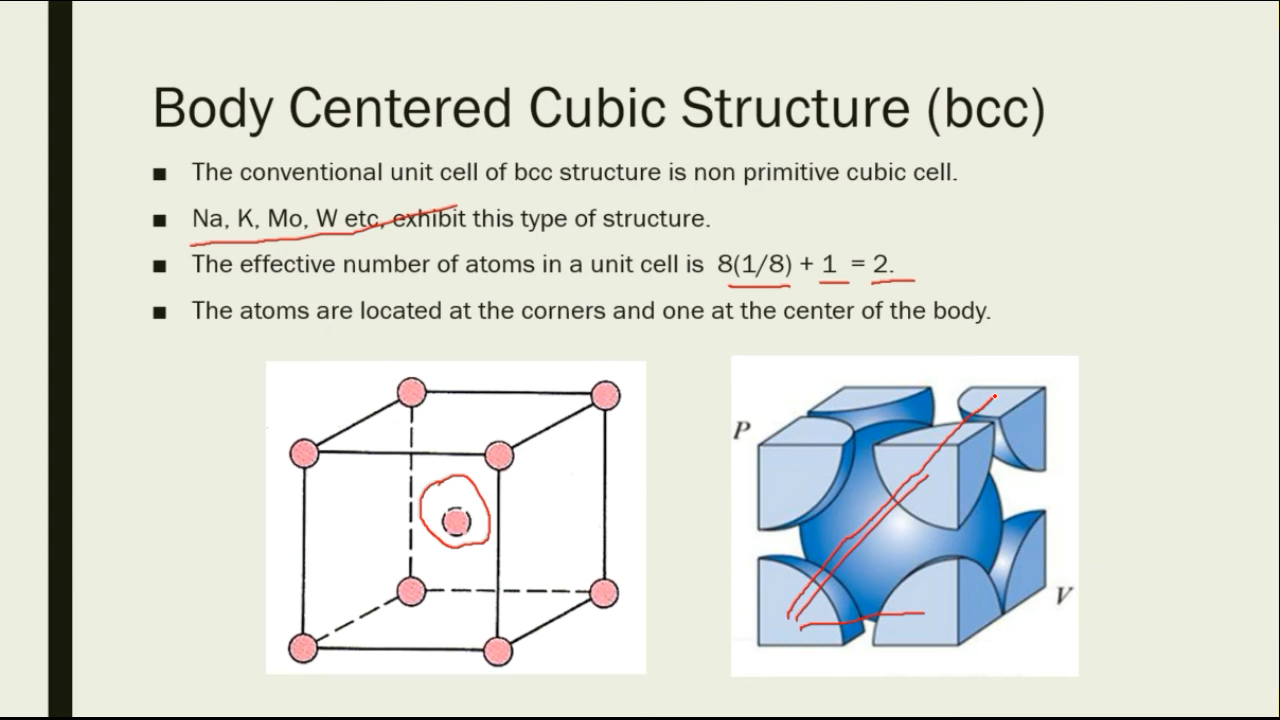 Body Centered Cubic Structure (bcc)
■ The conventional unit cell of bcc structure is non primitive cubic cell.
■ Na, K, Mo, W etc, exhibit this type of structure.
■ The effective number of atoms in a unit cell is 8(1/8) + 1 = 2.
■ The atoms are located at the corners and one at the center of the body.
P
V